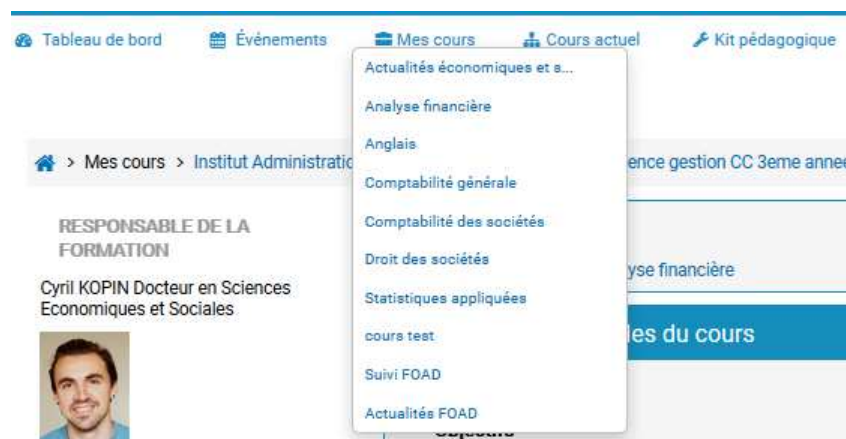 Tableau de bord
Événements
Mes cours
Cours actuel
Kit pédagogique
Actualités économiques et s...
Analyse financière
Anglais
Comptabilité générale
Comptabilité des sociétés
Droit des sociétés
Statistiques appliquées
cours test
Suivi FOAD
Actualités FOAD
> Mes cours > Institut Administratio
ence gestion CC 3eme annee
RESPONSABLE DE LA
FORMATION
Cyril KOPIN Docteur en Sciences
Economiques et Sociales
yse financière
les du cours